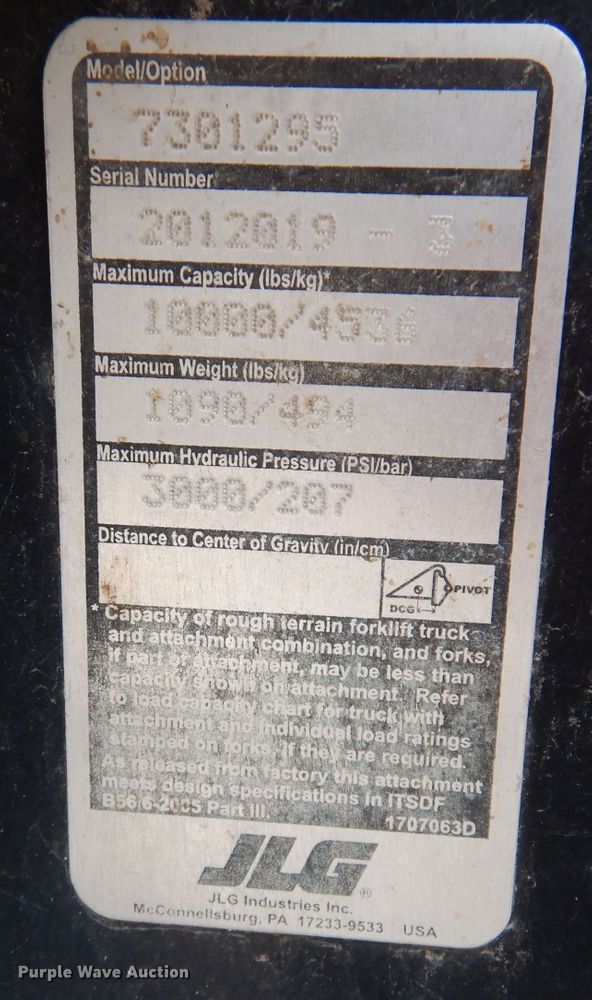 Model/Option
7301295
Serial Number
2012019 -
Maximum Capacity (lbs/kg)*
10000/4536
Maximum Weight (lbs/kg)
1090/494
Maximum Hydraulic Pressure (PSI/bar)
3000/207
Distance to Center of Gravity (in/cm)
PIVOT
DCG
* Capacity of rough terrain forklift truck
and attachment combination, and forks,
if part of attachment, may be less than
capacity shown on attachment. Refer
to load capacity chart for truck with
attachment and individual load ratings
stamped on forks, if they are required.
As released from factory this attachment
meets design specifications in ITSDF
B56.6-2005 Part III.
1707063D
JLG®
JLG Industries Inc.
McConnellsburg, PA 17233-9533 USA
Purple Wave Auction